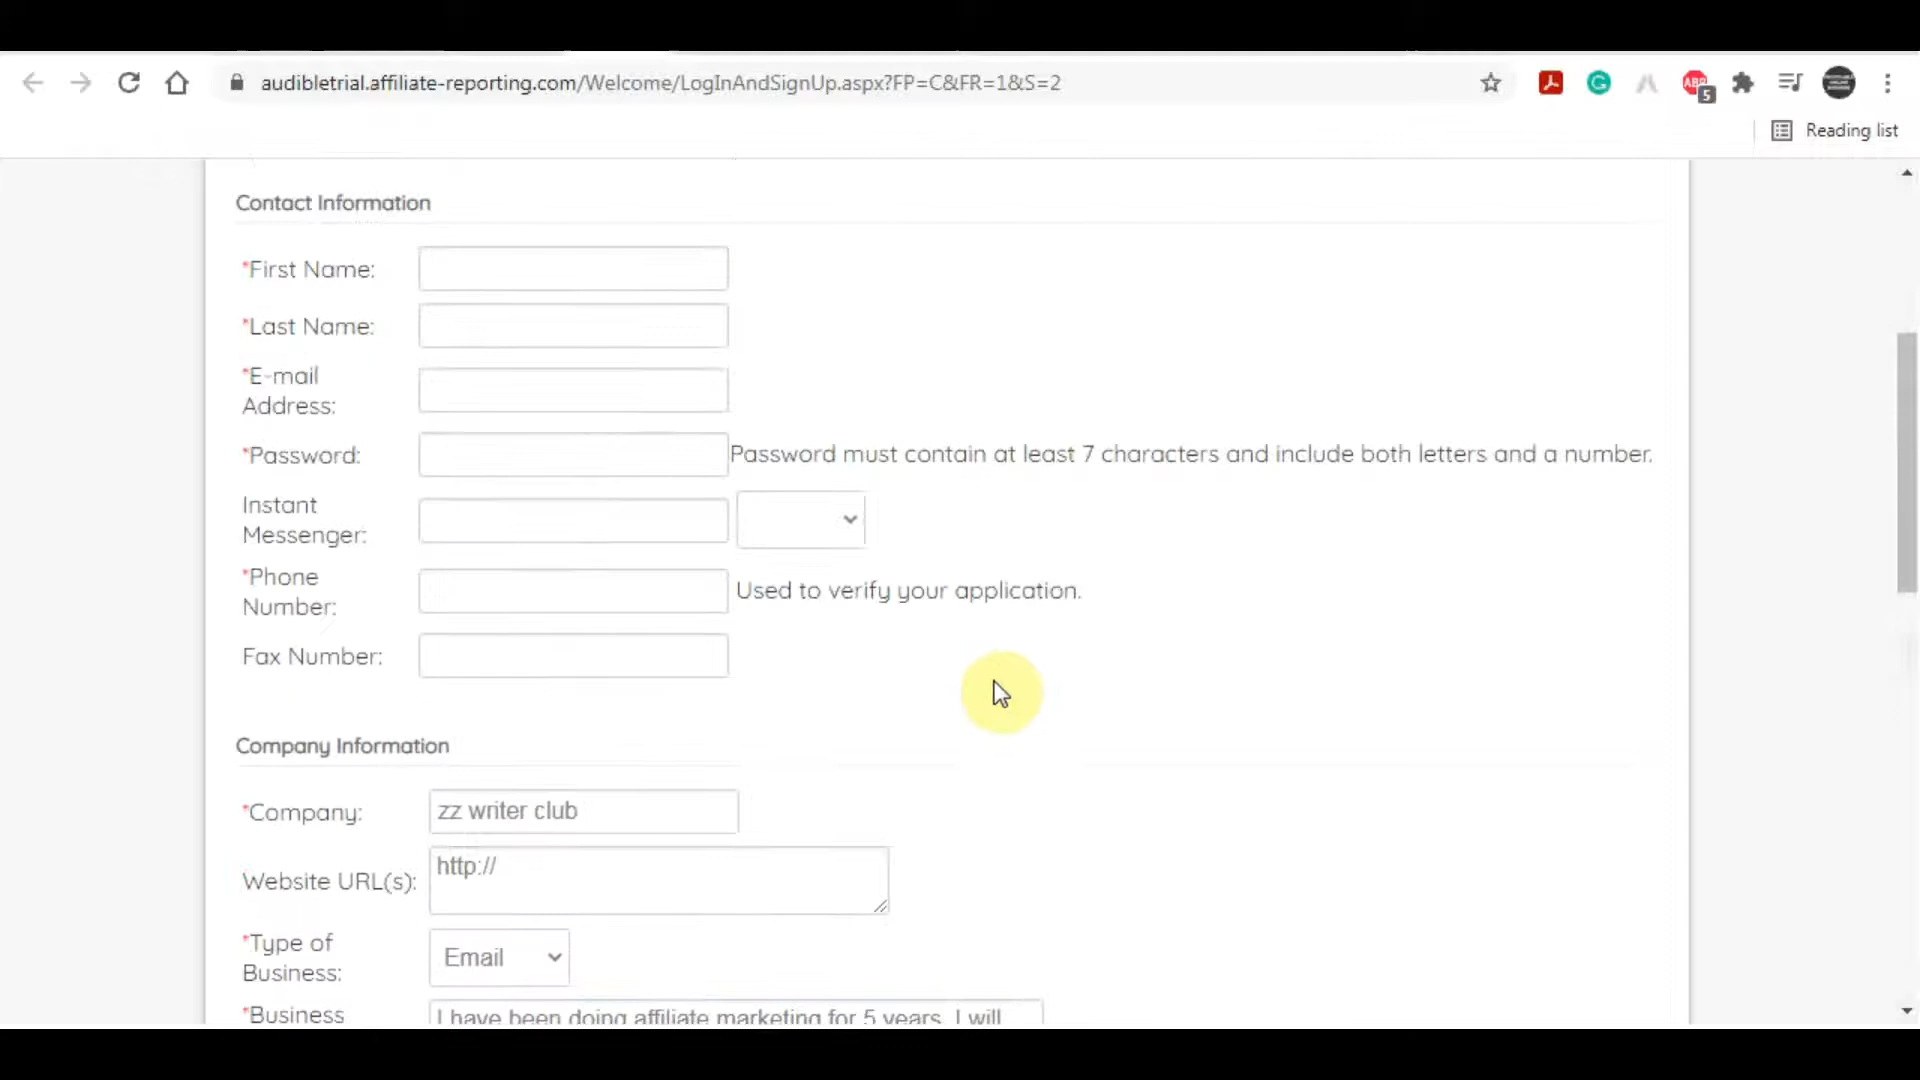 audibletrial.affiliate-reporting.com/Welcome/LogInAndSignUp.aspx?FP=C&FR=1&S=2
ABP
5
Reading list
Contact Information
*First Name:
*Last Name:
*E-mail
Address:
*Password:
Password must contain at least 7 characters and include both letters and a number.
Instant
Messenger:
*Phone
Number:
Used to verify your application.
Fax Number:
Company Information
*Company:
zz writer club
Website URL(s):
http://
*Type of
Business:
Email
*Business
I have been doing affiliate marketing for 5 years. I will